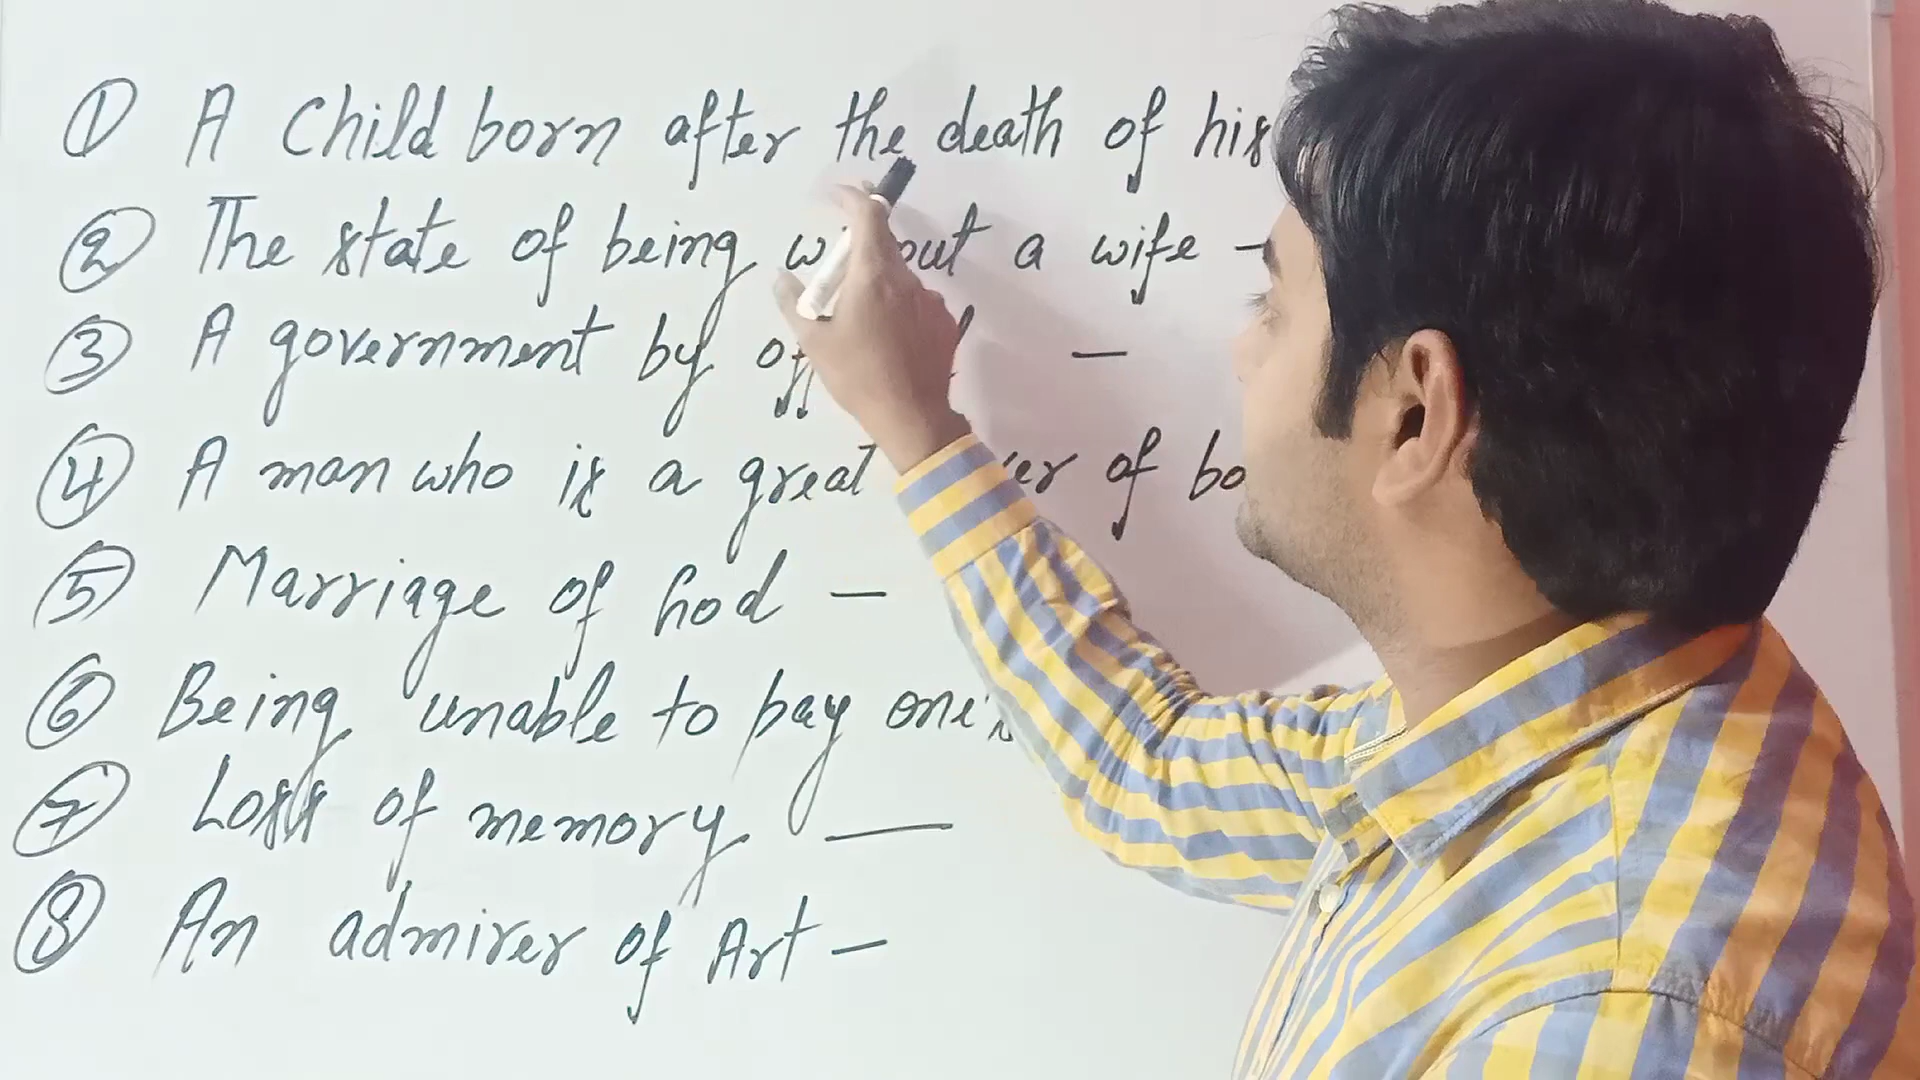 ① A Child born after the death of his
② The state of being a wife –
③ A government by –
④ A man who is a great of
⑤ Marriage of God –
⑥ Being unable to pay one's
⑦ Loss of memory —
⑧ An admirer of Art –